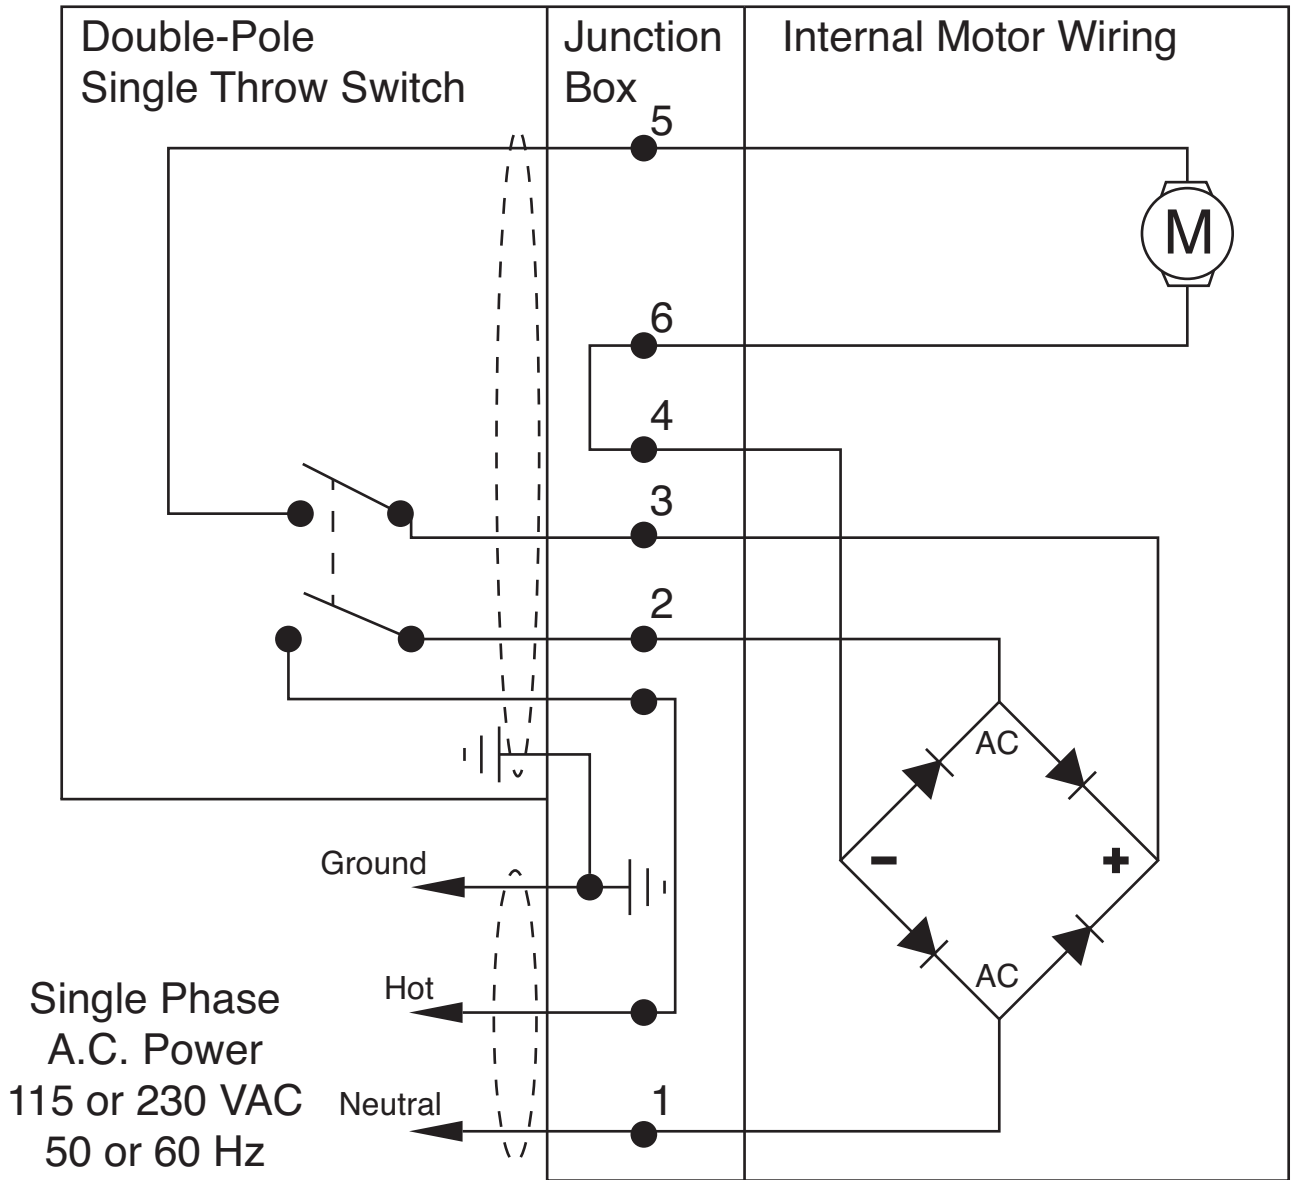 Double-Pole
Single Throw Switch
Junction
Box
Internal Motor Wiring
5
M
6
4
3
2
AC
- +
Ground
AC
Hot
Single Phase
A.C. Power
115 or 230 VAC
50 or 60 Hz
Neutral
1